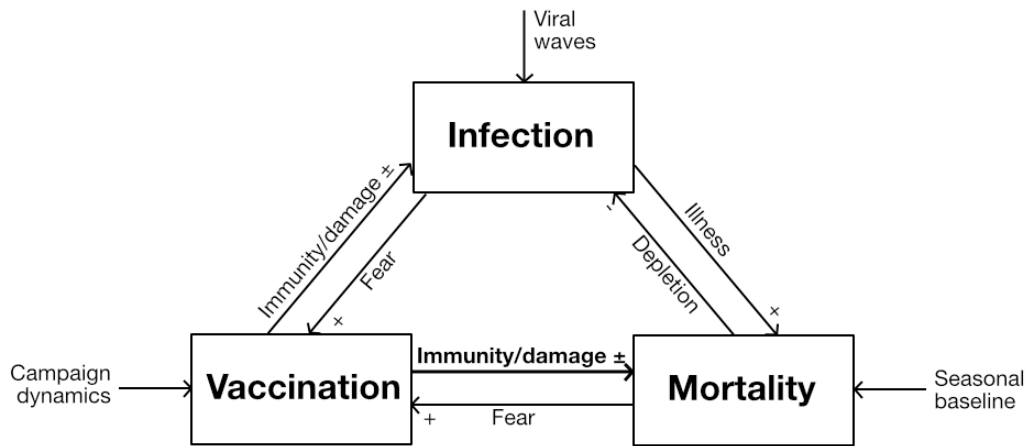 Viral
waves
Infection
Immunity/damage ±
Fear
+
Illness
+
Depletion
-
Campaign
dynamics
Vaccination
Immunity/damage ±
+
Fear
Mortality
Seasonal
baseline